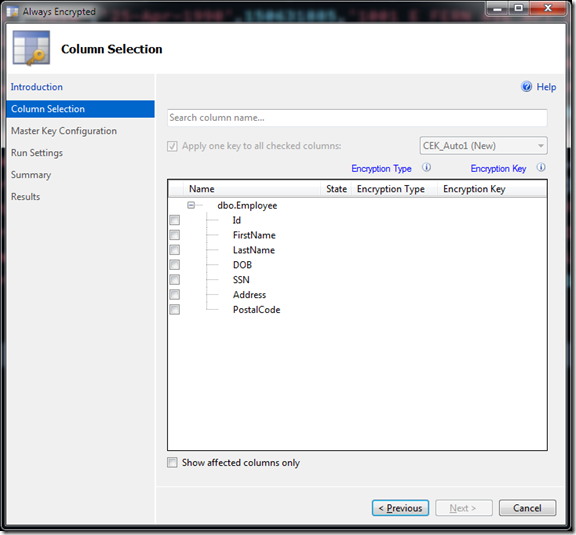 Always Encrypted
Column Selection
Introduction
Column Selection
Master Key Configuration
Run Settings
Summary
Results
Help
Search column name...
Apply one key to all checked columns:
CEK_Auto1 (New)
Encryption Type
Encryption Key
Name State Encryption Type Encryption Key
dbo.Employee
Id
FirstName
LastName
DOB
SSN
Address
PostalCode
Show affected columns only
< Previous
Next >
Cancel